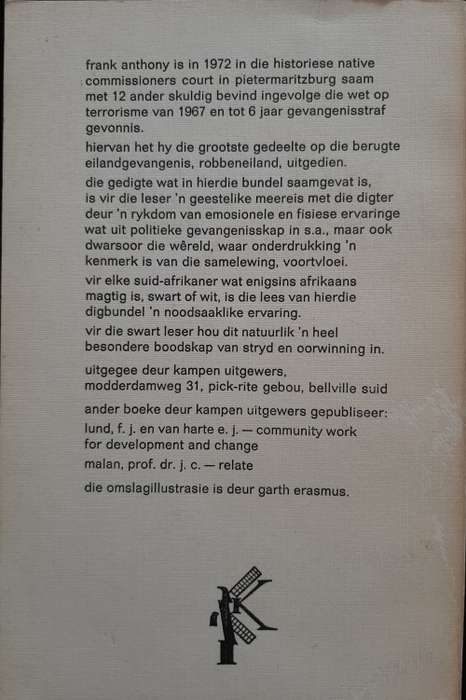 frank anthony is in 1972 in die historiese native
commissioners court in pietermaritzburg saam
met 12 ander skuldig bevind ingevolge die wet op
terrorisme van 1967 en tot 6 jaar gevangenisstraf
gevonnis.
hiervan het hy die grootste gedeelte op die berugte
eilandgevangenis, robbeneiland, uitgedien.
die gedigte wat in hierdie bundel saamgevat is,
is vir die leser 'n geestelike meereis met die digter
deur 'n rykdom van emosionele en fisiese ervaringe
wat uit politieke gevangenisskap in s.a., maar ook
dwarsoor die wêreld, waar onderdrukking 'n
kenmerk is van die samelewing, voortvloei.
vir elke suid-afrikaner wat enigsins afrikaans
magtig is, swart of wit, is die lees van hierdie
digbundel 'n noodsaaklike ervaring.
vir die swart leser hou dit natuurlik 'n heel
besondere boodskap van stryd en oorwinning in.
uitgegee deur kampen uitgewers,
modderdamweg 31, pick-rite gebou, bellville suid
ander boeke deur kampen uitgewers gepubliseer:
lund, f. j. en van harte e. j. — community work
for development and change
malan, prof. dr. j. c. — relate
die omslagillustrasie is deur garth erasmus.